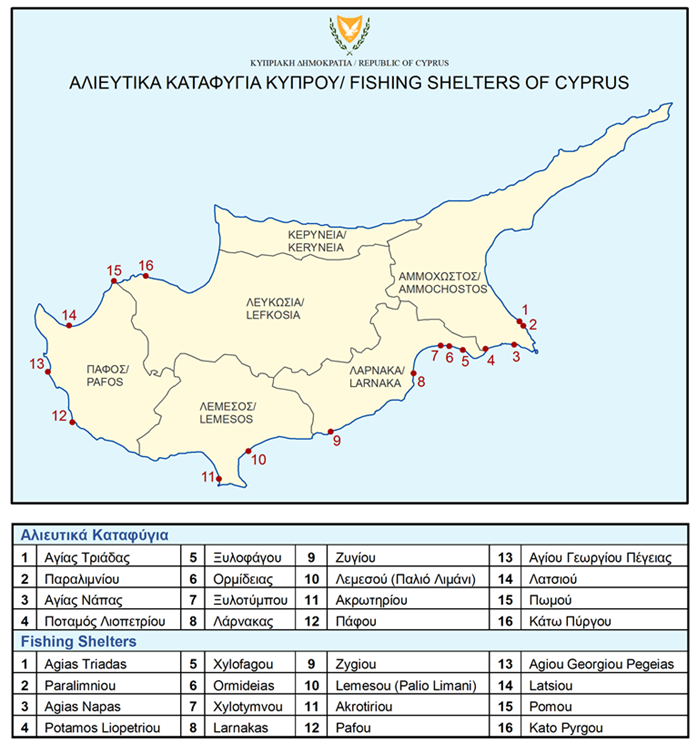 ΚΥΠΡΙΑΚΗ ΔΗΜΟΚΡΑΤΙΑ / REPUBLIC OF CYPRUS
ΑΛΙΕΥΤΙΚΑ ΚΑΤΑΦΥΓΙΑ ΚΥΠΡΟΥ/ FISHING SHELTERS OF CYPRUS
ΚΕΡΥΝΕΙΑ/
KERYNEIA
ΑΜΜΟΧΩΣΤΟΣ/
AMMOCHOSTOS
ΛΕΥΚΩΣΙΑ/
LEFKOSIA
ΠΑΦΟΣ/
PAFOS
ΛΑΡΝΑΚΑ/
LARNAKA
ΛΕΜΕΣΟΣ/
LEMESOS
16
15
14
13
12
11
10
9
8
7
6
5
4
3
2
1
Αλιευτικά Καταφύγια
1 Αγίας Τριάδας 5 Ξυλοφάγου 9 Ζυγίου 13 Αγίου Γεωργίου Πέγειας
2 Παραλιμνίου 6 Ορμίδειας 10 Λεμεσού (Παλιό Λιμάνι) 14 Λατσιού
3 Αγίας Νάπας 7 Ξυλοτύμπου 11 Ακρωτηρίου 15 Πωμού
4 Ποταμός Λιοπετρίου 8 Λάρνακας 12 Πάφου 16 Κάτω Πύργου
Fishing Shelters
1 Agias Triadas 5 Xylofagou 9 Zygiou 13 Agiou Georgiou Pegeias
2 Paralimniou 6 Ormideias 10 Lemesou (Palio Limani) 14 Latsiou
3 Agias Napas 7 Xylotymvou 11 Akrotiriou 15 Pomou
4 Potamos Liopetriou 8 Larnakas 12 Pafou 16 Kato Pyrgou